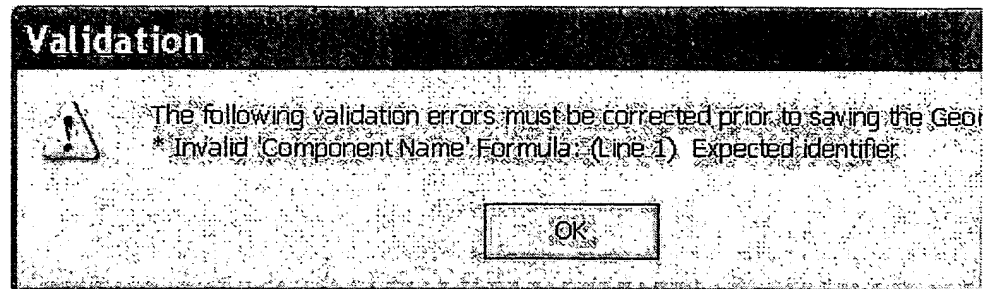 Validation
The following validation errors must be corrected prior to saving the Geo
* Invalid 'Component Name' Formula: (Line 1) Expected identifier
OK